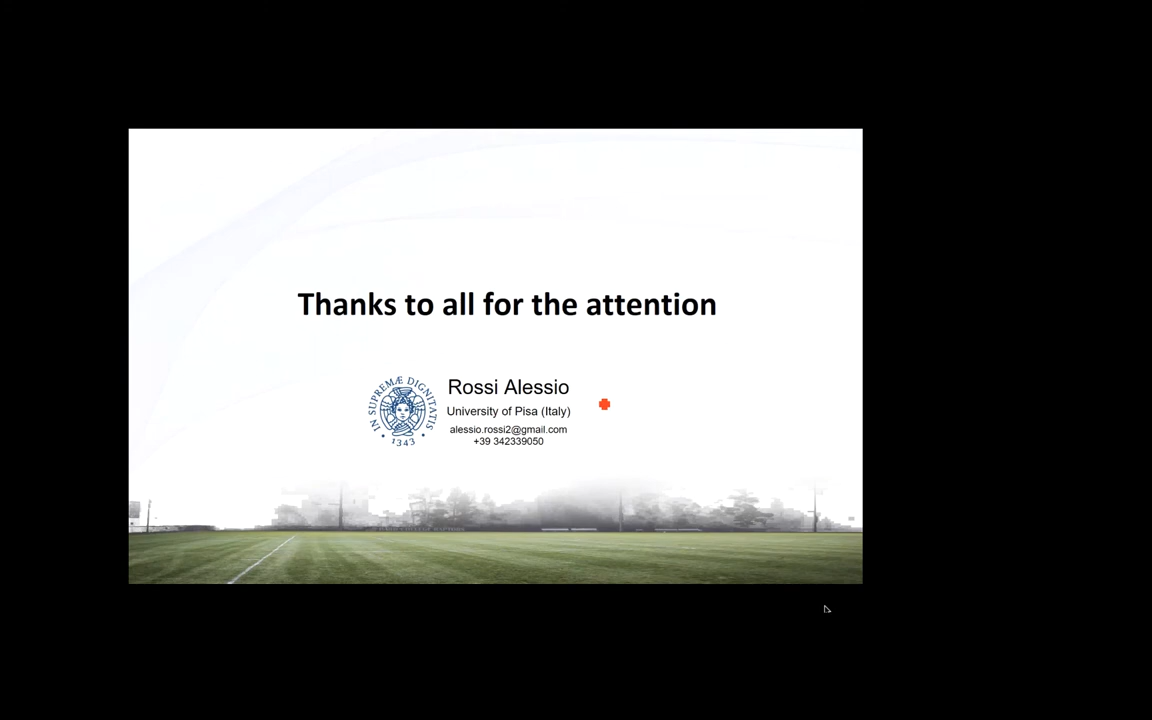 Thanks to all for the attention
IN SUPREMÆ DIGNITATIS
1343
Rossi Alessio
University of Pisa (Italy)
alessio.rossi2@gmail.com
+39 342339050